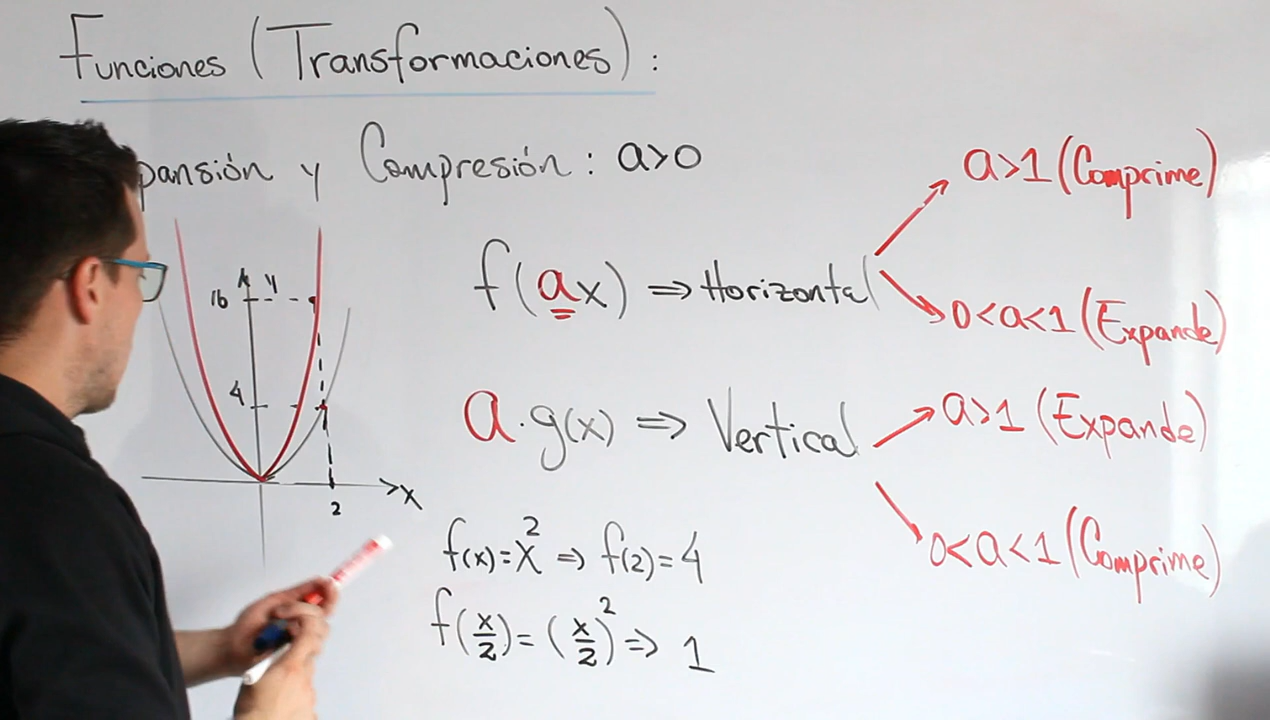 Funciones (Transformaciones):
pansión y Compresión: a>0
a>1 (Comprime)
f(ax) ⇒ Horizontal
0<a<1 (Expande)
a·g(x) ⇒ Vertical
a>1 (Expande)
0<a<1 (Comprime)
16 y
4
2
x
f(x)=x² ⇒ f(2)=4
f(x/2)=(x/2)² ⇒ 1